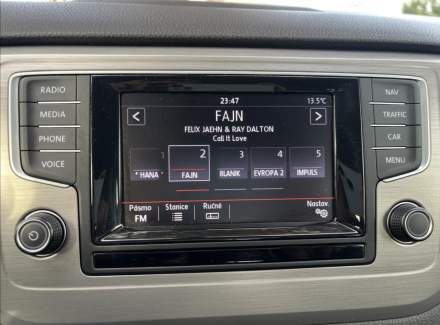 RADIO
MEDIA
PHONE
VOICE
23:47
13.5°C
FAJN
FELIX JAEHN & RAY DALTON
Call It Love
1 2 3 4 5
* HANA FAJN BLANIK EVROPA 2 IMPULS
Pásmo Stanice Ručně Nastav.
FM
NAV
TRAFFIC
CAR
MENU